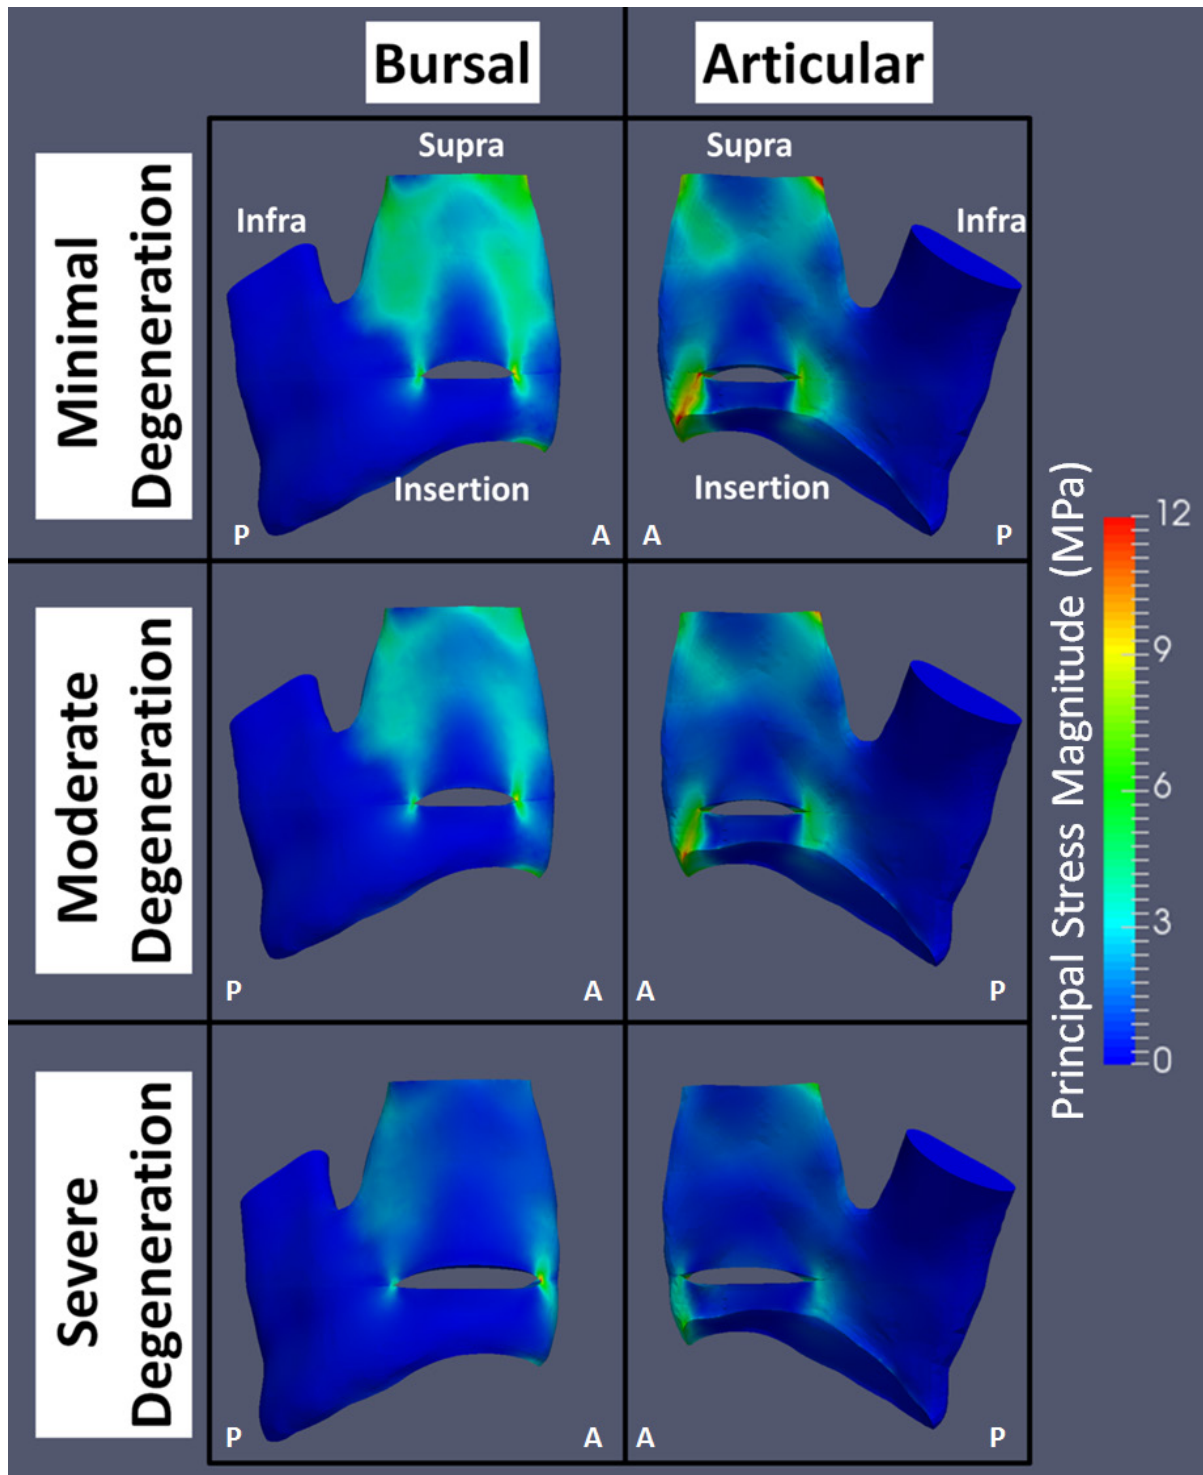 Bursal
Articular
Minimal
Degeneration
Supra
Infra
Insertion
P
A
Supra
Infra
Insertion
A
P
Moderate
Degeneration
P
A
A
P
Severe
Degeneration
P
A
A
P
Principal Stress Magnitude (MPa)
12
9
6
3
0